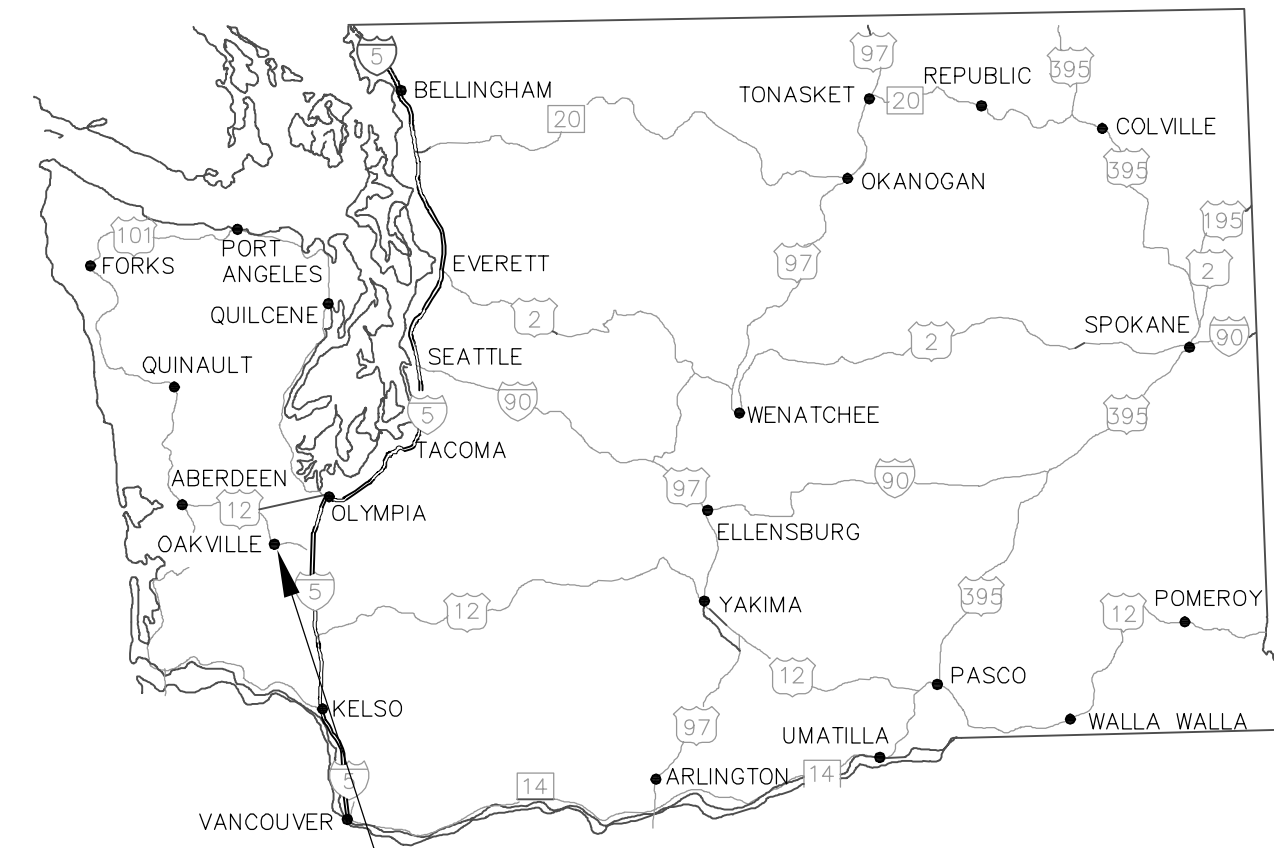 5
97
395
REPUBLIC
BELLINGHAM
TONASKET
20
20
COLVILLE
395
OKANOGAN
195
101
PORT
ANGELES
FORKS
EVERETT
97
2
QUILCENE
2
SPOKANE
90
2
SEATTLE
QUINAULT
90
5
WENATCHEE
395
TACOMA
ABERDEEN
90
97
12
OLYMPIA
ELLENSBURG
OAKVILLE
5
12
YAKIMA
395
12
POMEROY
12
PASCO
KELSO
97
WALLA WALLA
UMATILLA
5
14
ARLINGTON
14
VANCOUVER